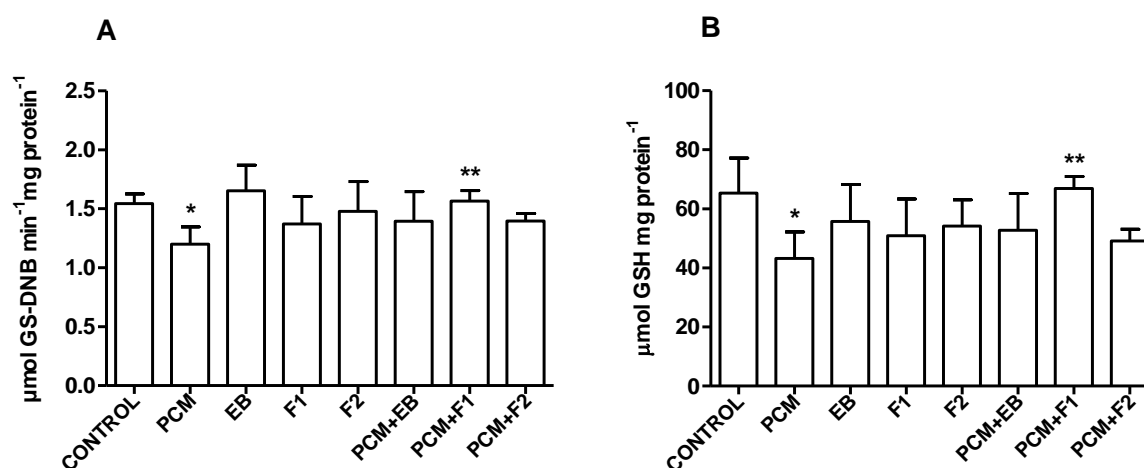 A
µmol GS-DNB min⁻¹mg protein⁻¹
2.5
2.0
1.5
1.0
0.5
0.0
*
**
CONTROL
PCM
EB
F1
F2
PCM+EB
PCM+F1
PCM+F2
B
µmol GSH mg protein⁻¹
100
80
60
40
20
0
*
**
CONTROL
PCM
EB
F1
F2
PCM+EB
PCM+F1
PCM+F2